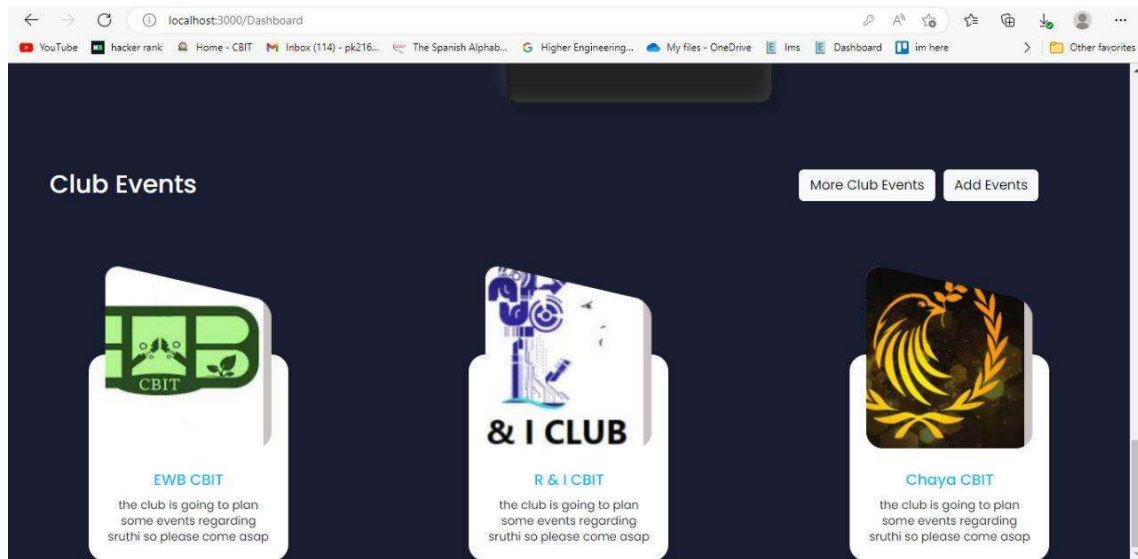 localhost:3000/Dashboard
YouTube hacker rank Home - CBIT Inbox (114) - pk216... The Spanish Alphab... Higher Engineering... My files - OneDrive lms Dashboard im here Other favorites
Club Events
More Club Events Add Events
CBIT
& I CLUB
EWB CBIT
the club is going to plan
some events regarding
sruthi so please come asap
R & I CBIT
the club is going to plan
some events regarding
sruthi so please come asap
Chaya CBIT
the club is going to plan
some events regarding
sruthi so please come asap